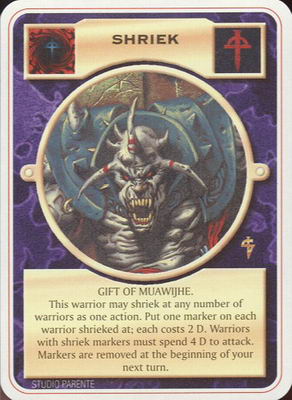 SHRIEK
GIFT OF MUAWIJHE.
This warrior may shriek at any number of
warriors as one action. Put one marker on each
warrior shrieked at; each costs 2 D. Warriors
with shriek markers must spend 4 D to attack.
Markers are removed at the beginning of your
next turn.
STUDIO PARENTE